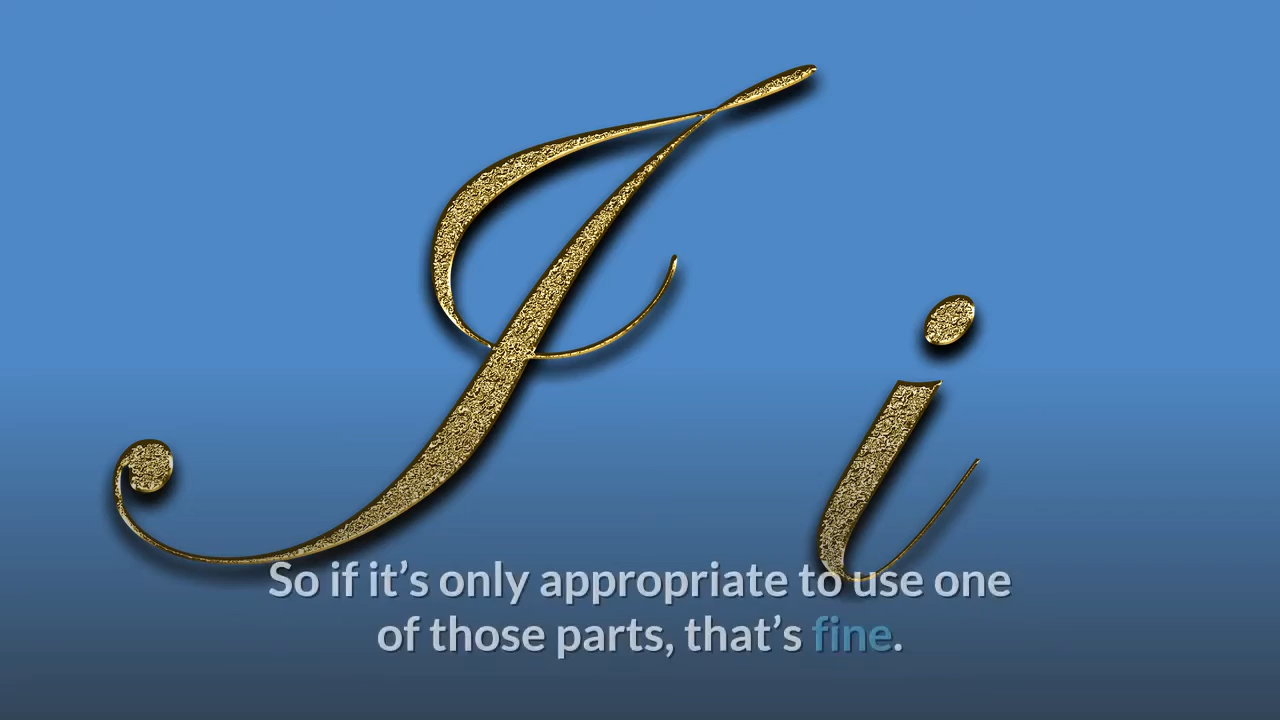 I i
So if it’s only appropriate to use one
of those parts, that’s fine.